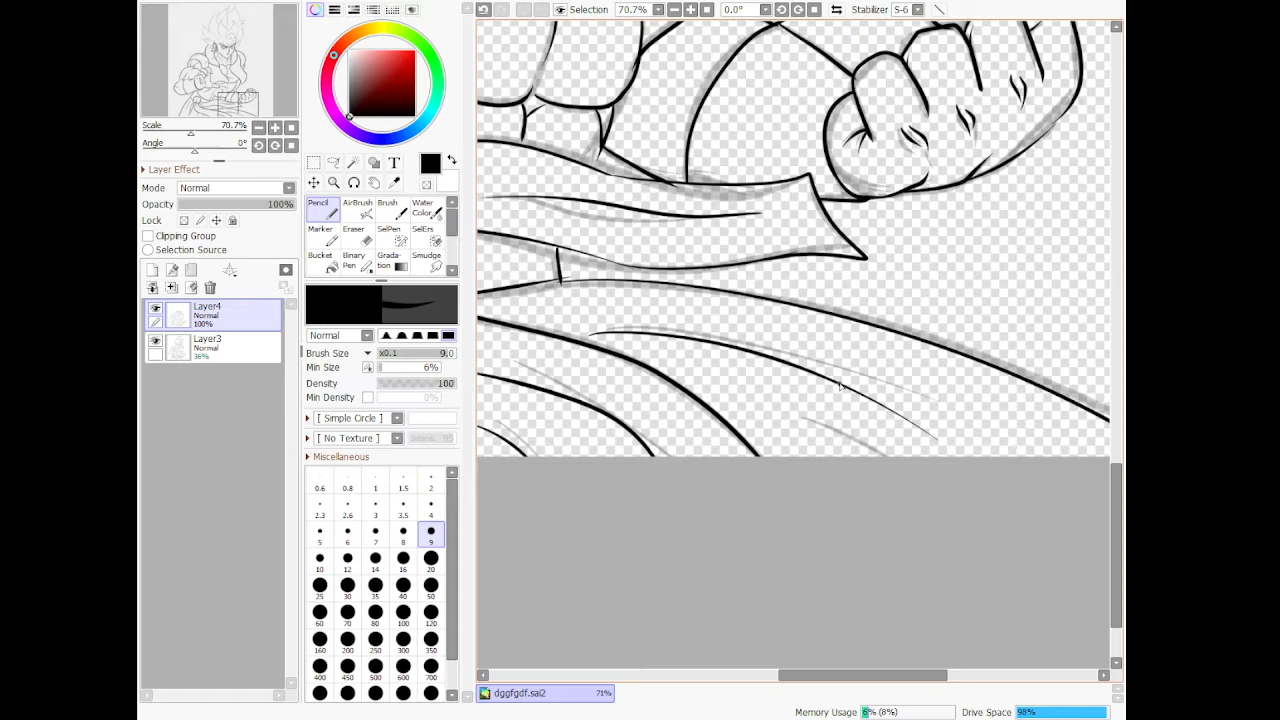 Selection 70.7% 0.0° Stabilizer S-6
Scale 70.7%
Angle 0°
Layer Effect
Mode Normal
Opacity 100%
Lock
Clipping Group
Selection Source
Layer4
Normal
100%
Layer3
Normal
36%
T
Pencil AirBrush Brush Water Color
Marker Eraser SelPen SelErs
Bucket Binary Pen Grada-tion Smudge
Normal
Brush Size x0.1 9.0
Min Size 6%
Density 100
Min Density 0%
[ Simple Circle ]
[ No Texture ]
Miscellaneous
0.6 0.8 1 1.5 2
2.3 2.6 3 3.5 4
5 6 7 8 9
10 12 14 16 20
25 30 35 40 50
60 70 80 100 120
160 200 250 300 350
400 450 500 600 700
dggfgdf.sai2 71%
Memory Usage 6% (8%) Drive Space 98%